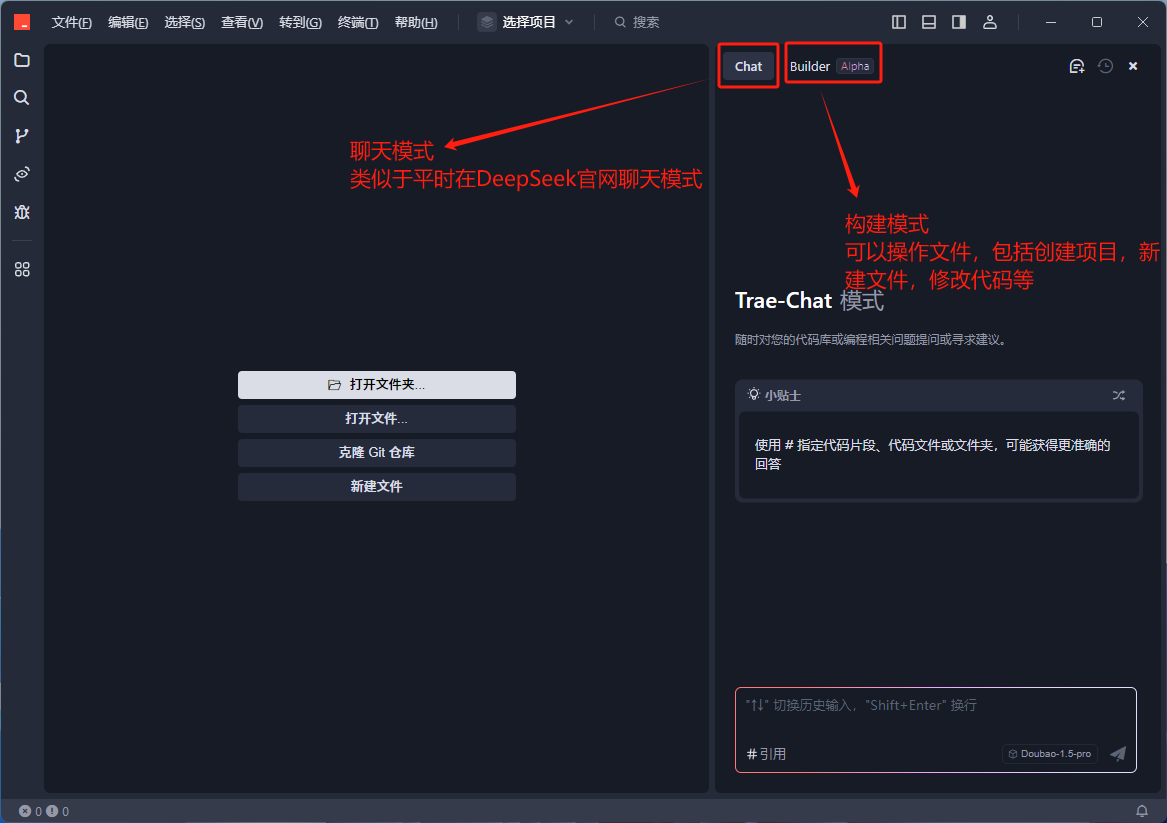 文件(F) 编辑(E) 选择(S) 查看(V) 转到(G) 终端(T) 帮助(H) 选择项目 搜索
Chat Builder Alpha
聊天模式
类似于平时在DeepSeek官网聊天模式
构建模式
可以操作文件，包括创建项目，新
建文件，修改代码等
Trae-Chat 模式
随时对您的代码库或编程相关问题提问或寻求建议。
打开文件夹...
打开文件...
克隆 Git 仓库
新建文件
小贴士
使用 # 指定代码片段、代码文件或文件夹，可能获得更准确的
回答
"↑↓" 切换历史输入，"Shift+Enter" 换行
# 引用 Doubao-1.5-pro
0 0